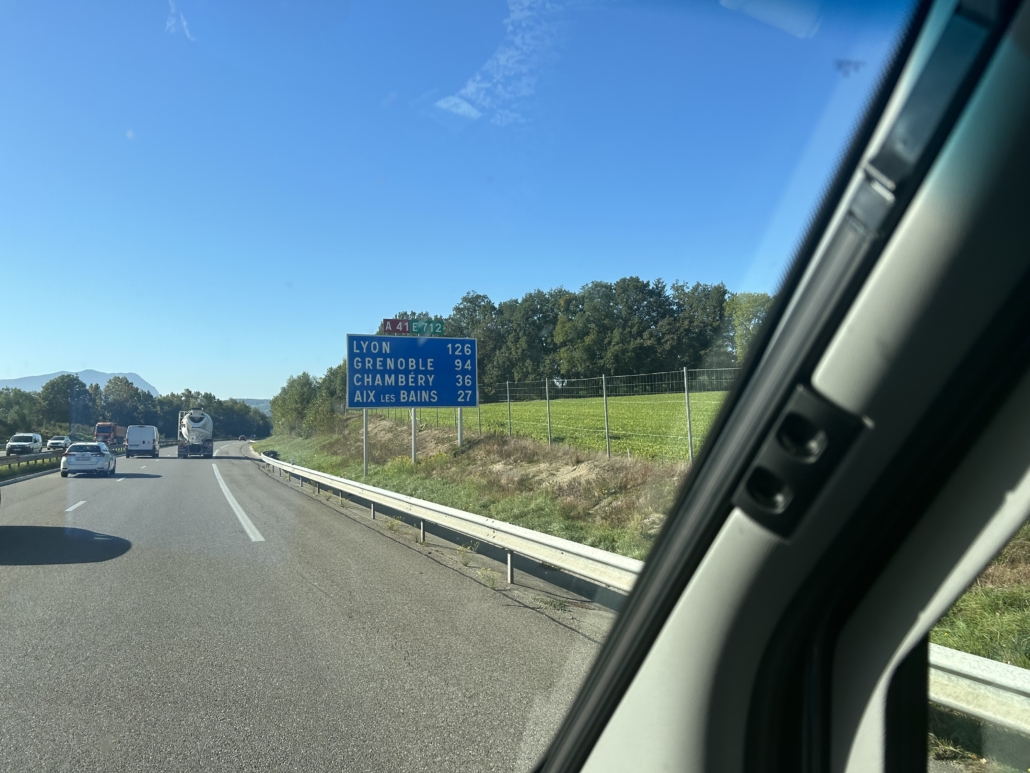 A 41 E 712
LYON 126
GRENOBLE 94
CHAMBÉRY 36
AIX LES BAINS 27